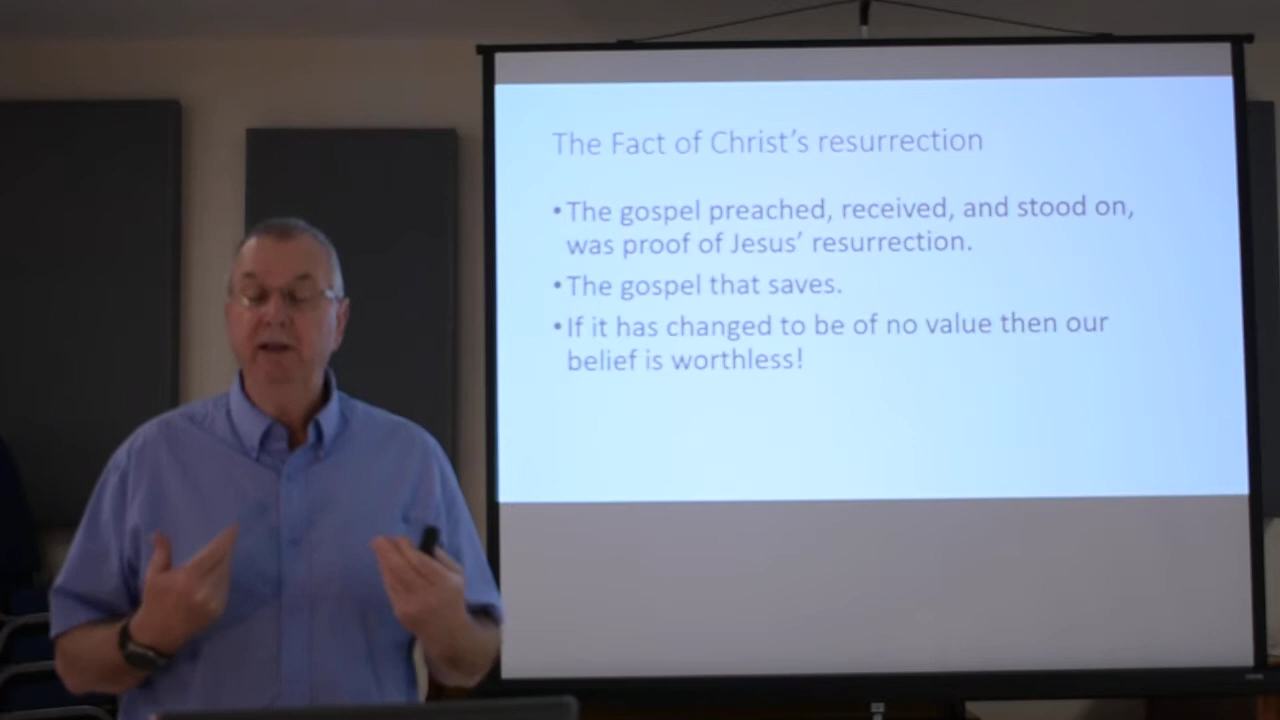 The Fact of Christ's resurrection
•The gospel preached, received, and stood on,
was proof of Jesus' resurrection.
•The gospel that saves.
•If it has changed to be of no value then our
belief is worthless!